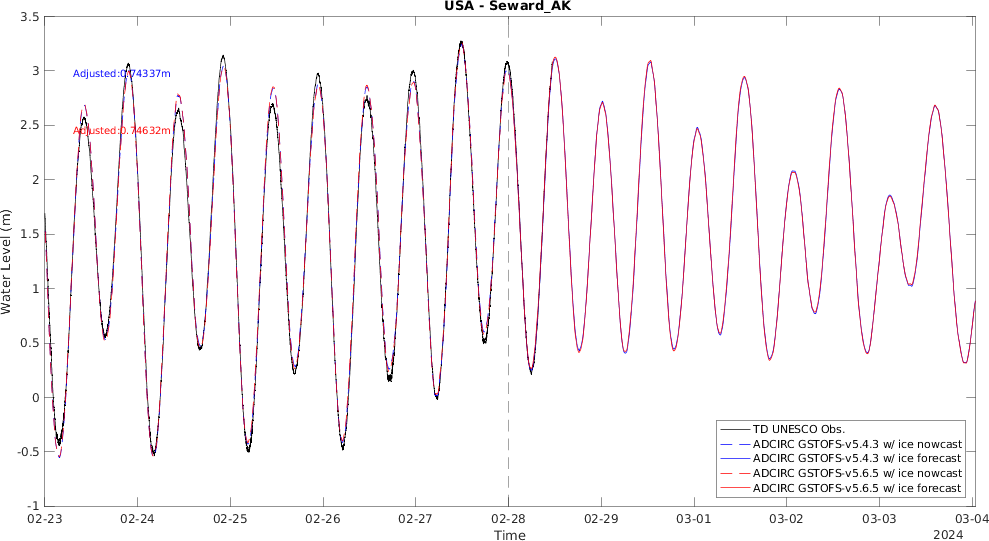 USA - Seward_AK
3.5
3
2.5
2
1.5
1
0.5
0
-0.5
-1
Water Level (m)
Adjusted:0.74337m
Adjusted:0.74632m
TD UNESCO Obs.
ADCIRC GSTOFS-v5.4.3 w/ ice nowcast
ADCIRC GSTOFS-v5.4.3 w/ ice forecast
ADCIRC GSTOFS-v5.6.5 w/ ice nowcast
ADCIRC GSTOFS-v5.6.5 w/ ice forecast
02-23 02-24 02-25 02-26 02-27 02-28 02-29 03-01 03-02 03-03 03-04
Time
2024